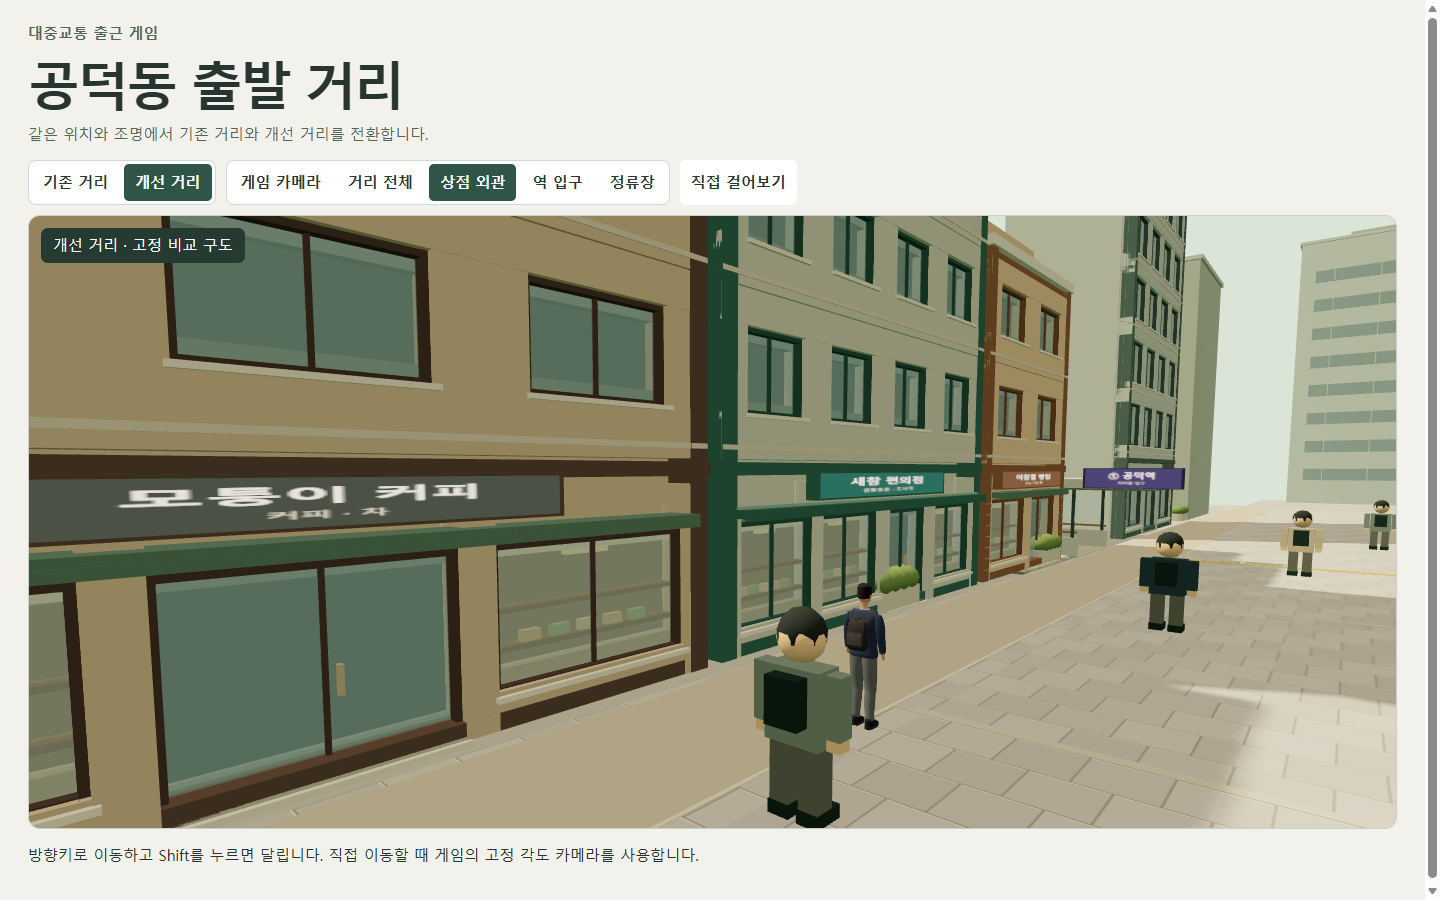 대중교통 출근 게임
공덕동 출발 거리
같은 위치와 조명에서 기존 거리와 개선 거리를 전환합니다.
기존 거리 개선 거리 게임 카메라 거리 전체 상점 외관 역 입구 정류장 직접 걸어보기
개선 거리 · 고정 비교 구도
모퉁이 커피
커피 · 차
새참 편의점
공덕역
방향키로 이동하고 Shift를 누르면 달립니다. 직접 이동할 때 게임의 고정 각도 카메라를 사용합니다.